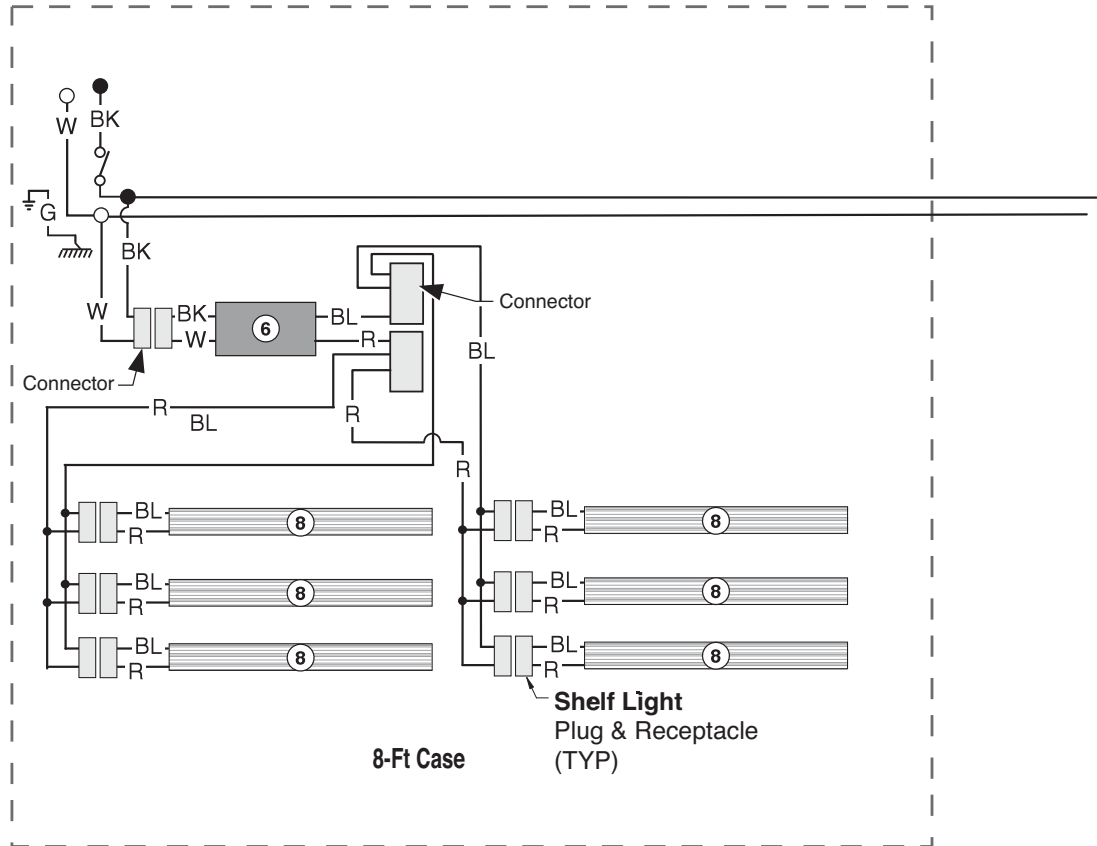 W
BK
G
BK
W
BK
W
6
BL
R
Connector
Connector
BL
R
BL
R
R
BL
R
8
BL
R
8
BL
R
8
BL
R
8
BL
R
8
BL
R
8
Shelf Light
Plug & Receptacle
(TYP)
8-Ft Case